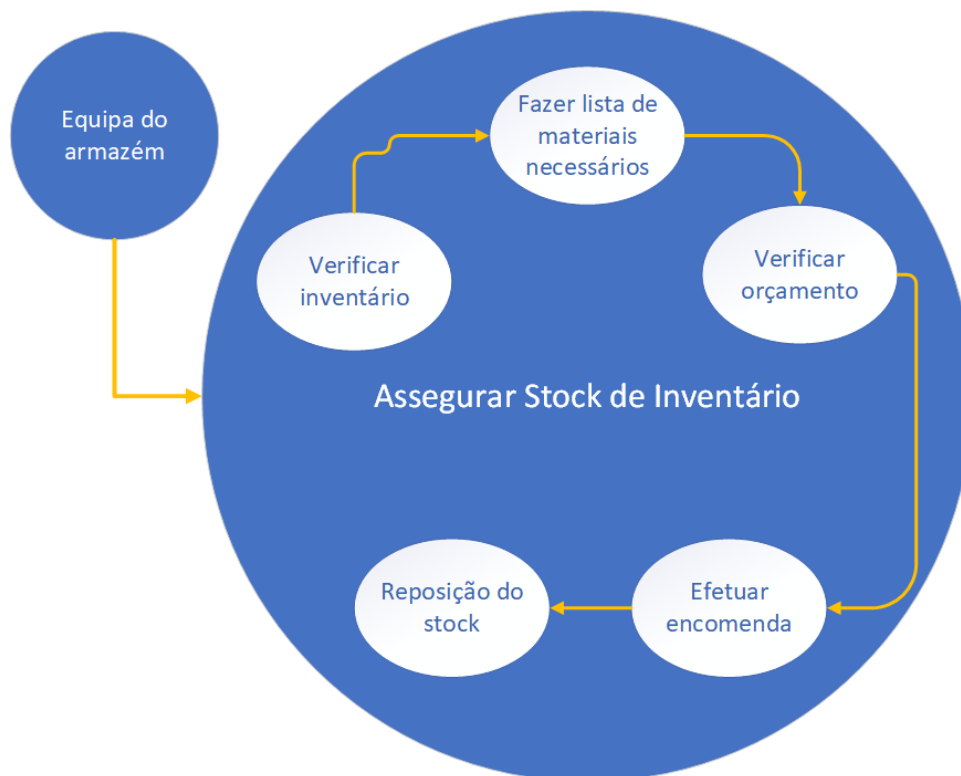 Equipa do
armazém
Fazer lista de
materiais
necessários
Verificar
inventário
Verificar
orçamento
Assegurar Stock de Inventário
Reposição do
stock
Efetuar
encomenda